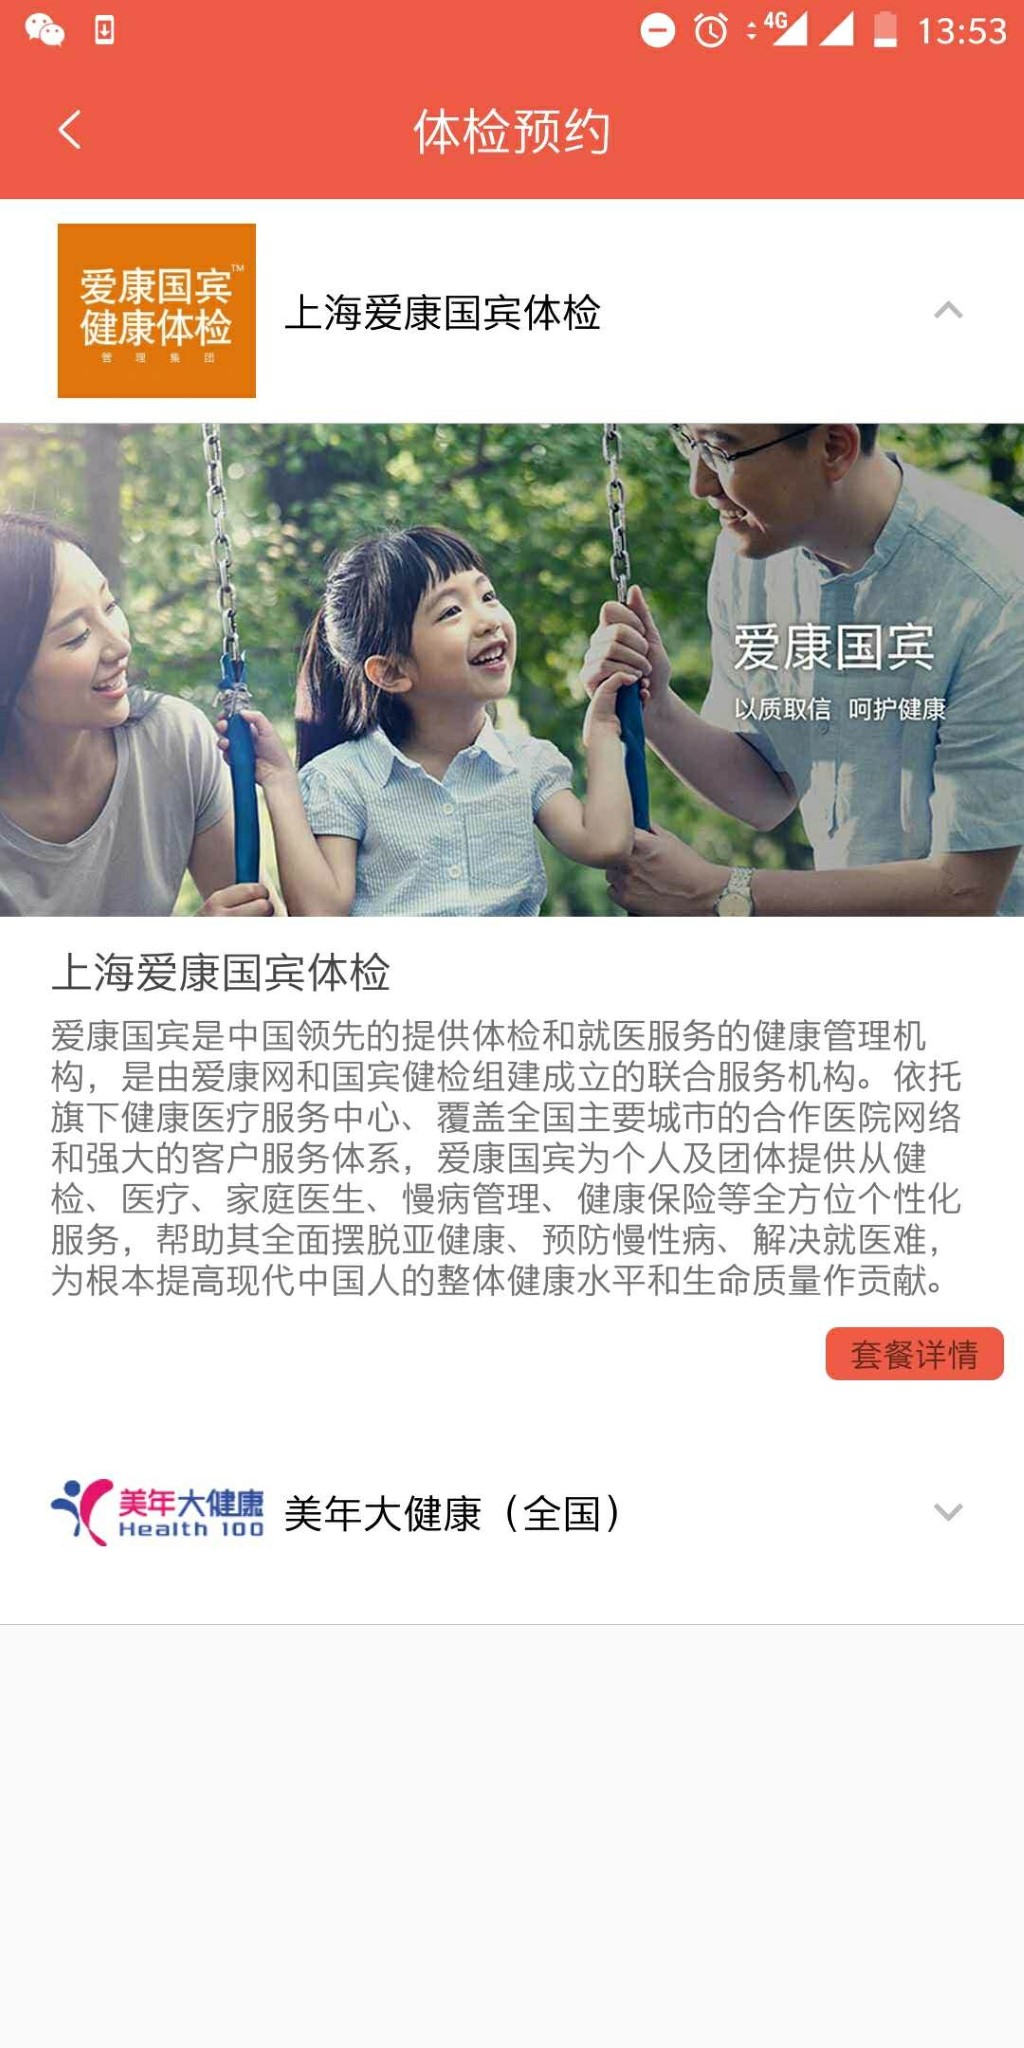 4G 13:53
体检预约
爱康国宾™
健康体检
管理集团
上海爱康国宾体检
爱康国宾
以质取信 呵护健康
上海爱康国宾体检
爱康国宾是中国领先的提供体检和就医服务的健康管理机
构，是由爱康网和国宾健检组建成立的联合服务机构。依托
旗下健康医疗服务中心、覆盖全国主要城市的合作医院网络
和强大的客户服务体系，爱康国宾为个人及团体提供从健
检、医疗、家庭医生、慢病管理、健康保险等全方位个性化
服务，帮助其全面摆脱亚健康、预防慢性病、解决就医难，
为根本提高现代中国人的整体健康水平和生命质量作贡献。
套餐详情
美年大健康
Health 100
美年大健康（全国）